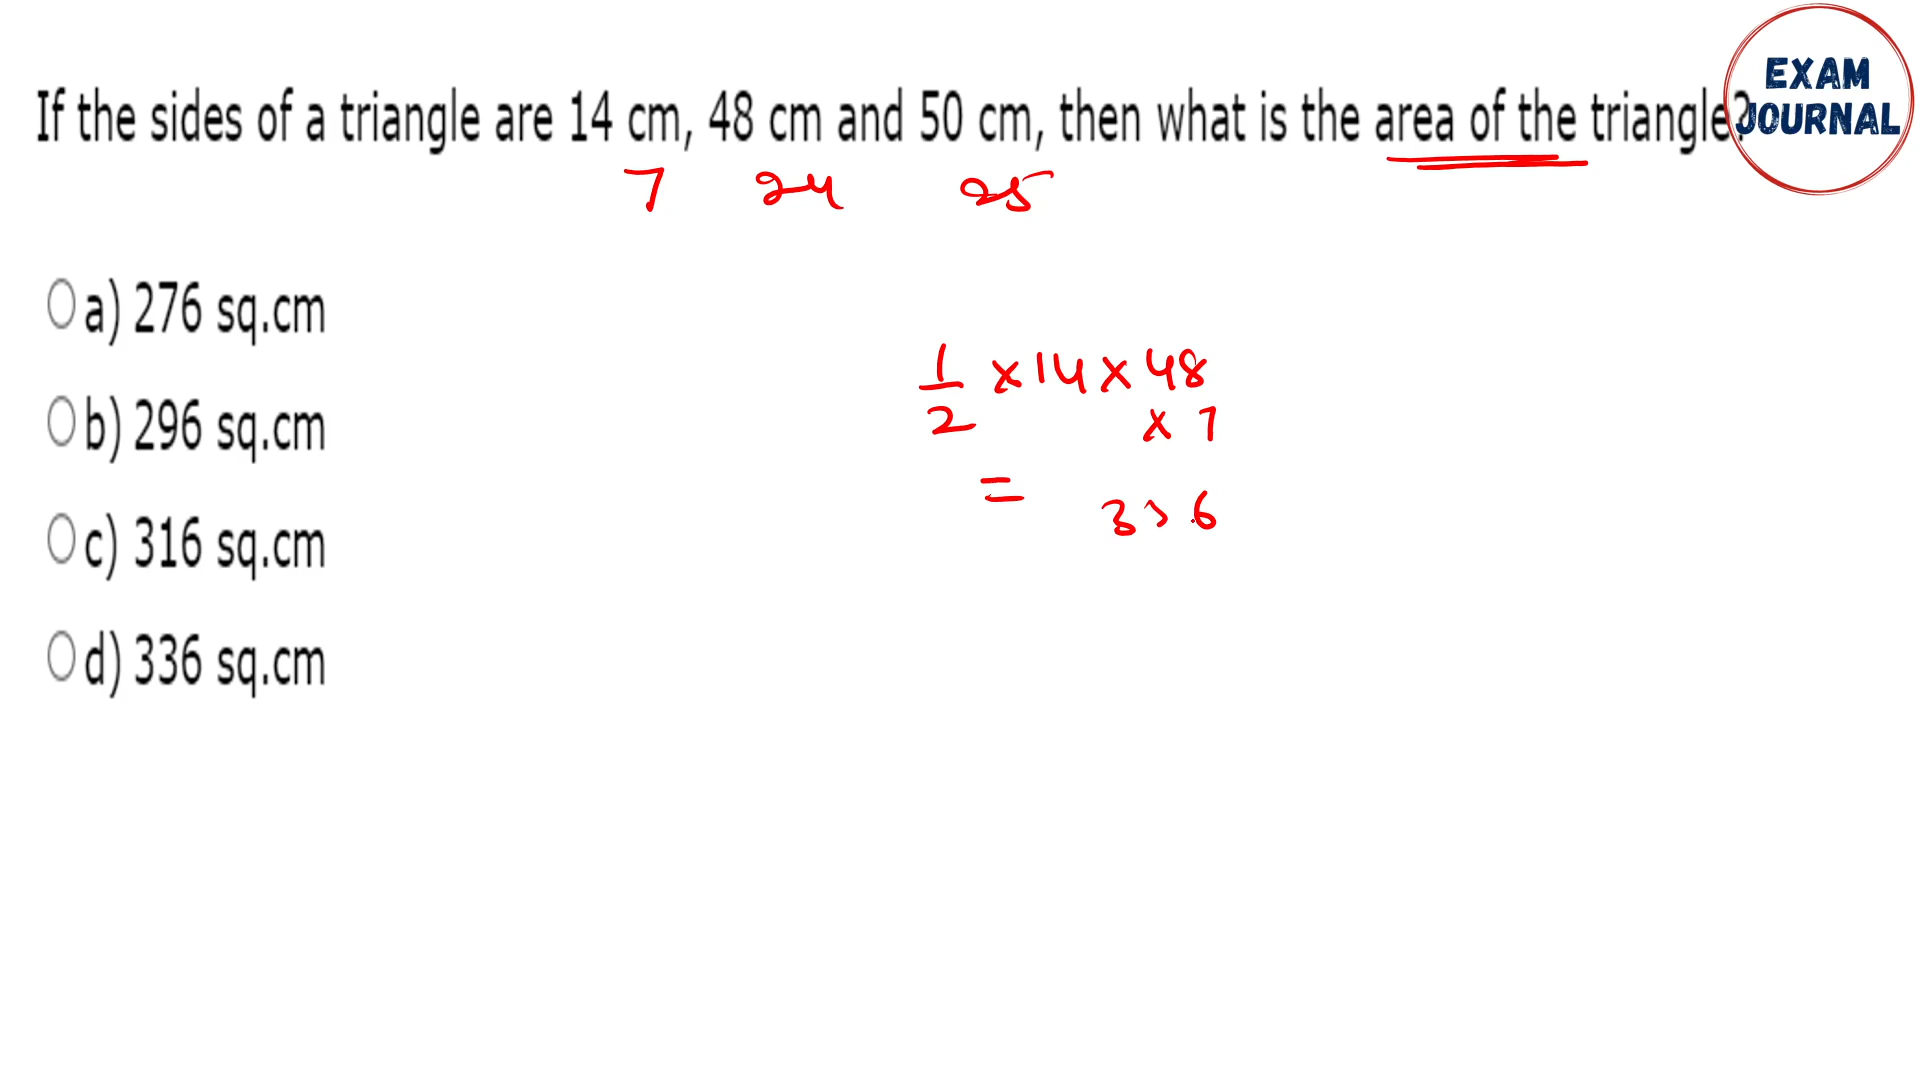 If the sides of a triangle are 14 cm, 48 cm and 50 cm, then what is the area of the triangle?
EXAM
JOURNAL
7 24 25
a) 276 sq.cm
b) 296 sq.cm
c) 316 sq.cm
d) 336 sq.cm
1/2 × 14 × 48
× 7
= 336